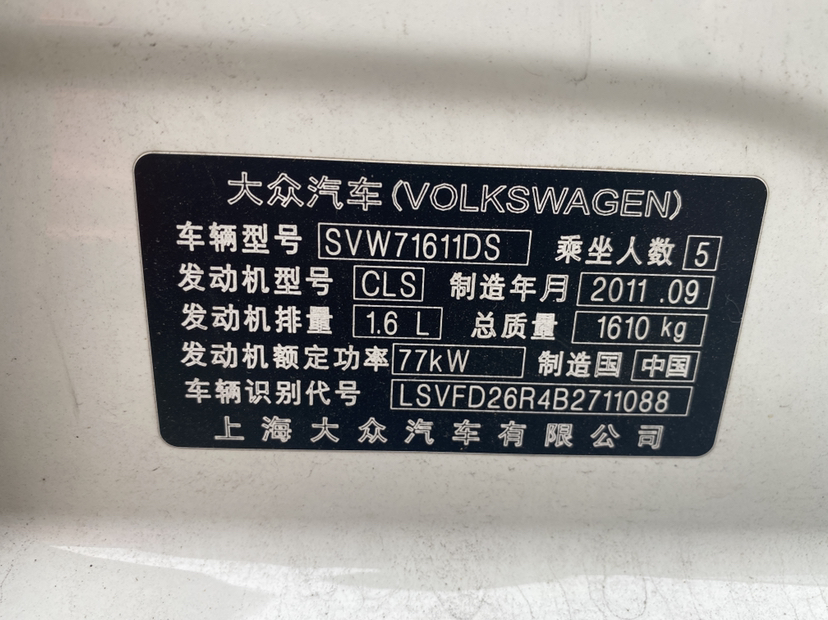 大众汽车(VOLKSWAGEN)
车辆型号 SVW71611DS 乘坐人数 5
发动机型号 CLS 制造年月 2011.09
发动机排量 1.6 L 总质量 1610 kg
发动机额定功率 77kW 制造国 中国
车辆识别代号 LSVFD26R4B2711088
上海大众汽车有限公司